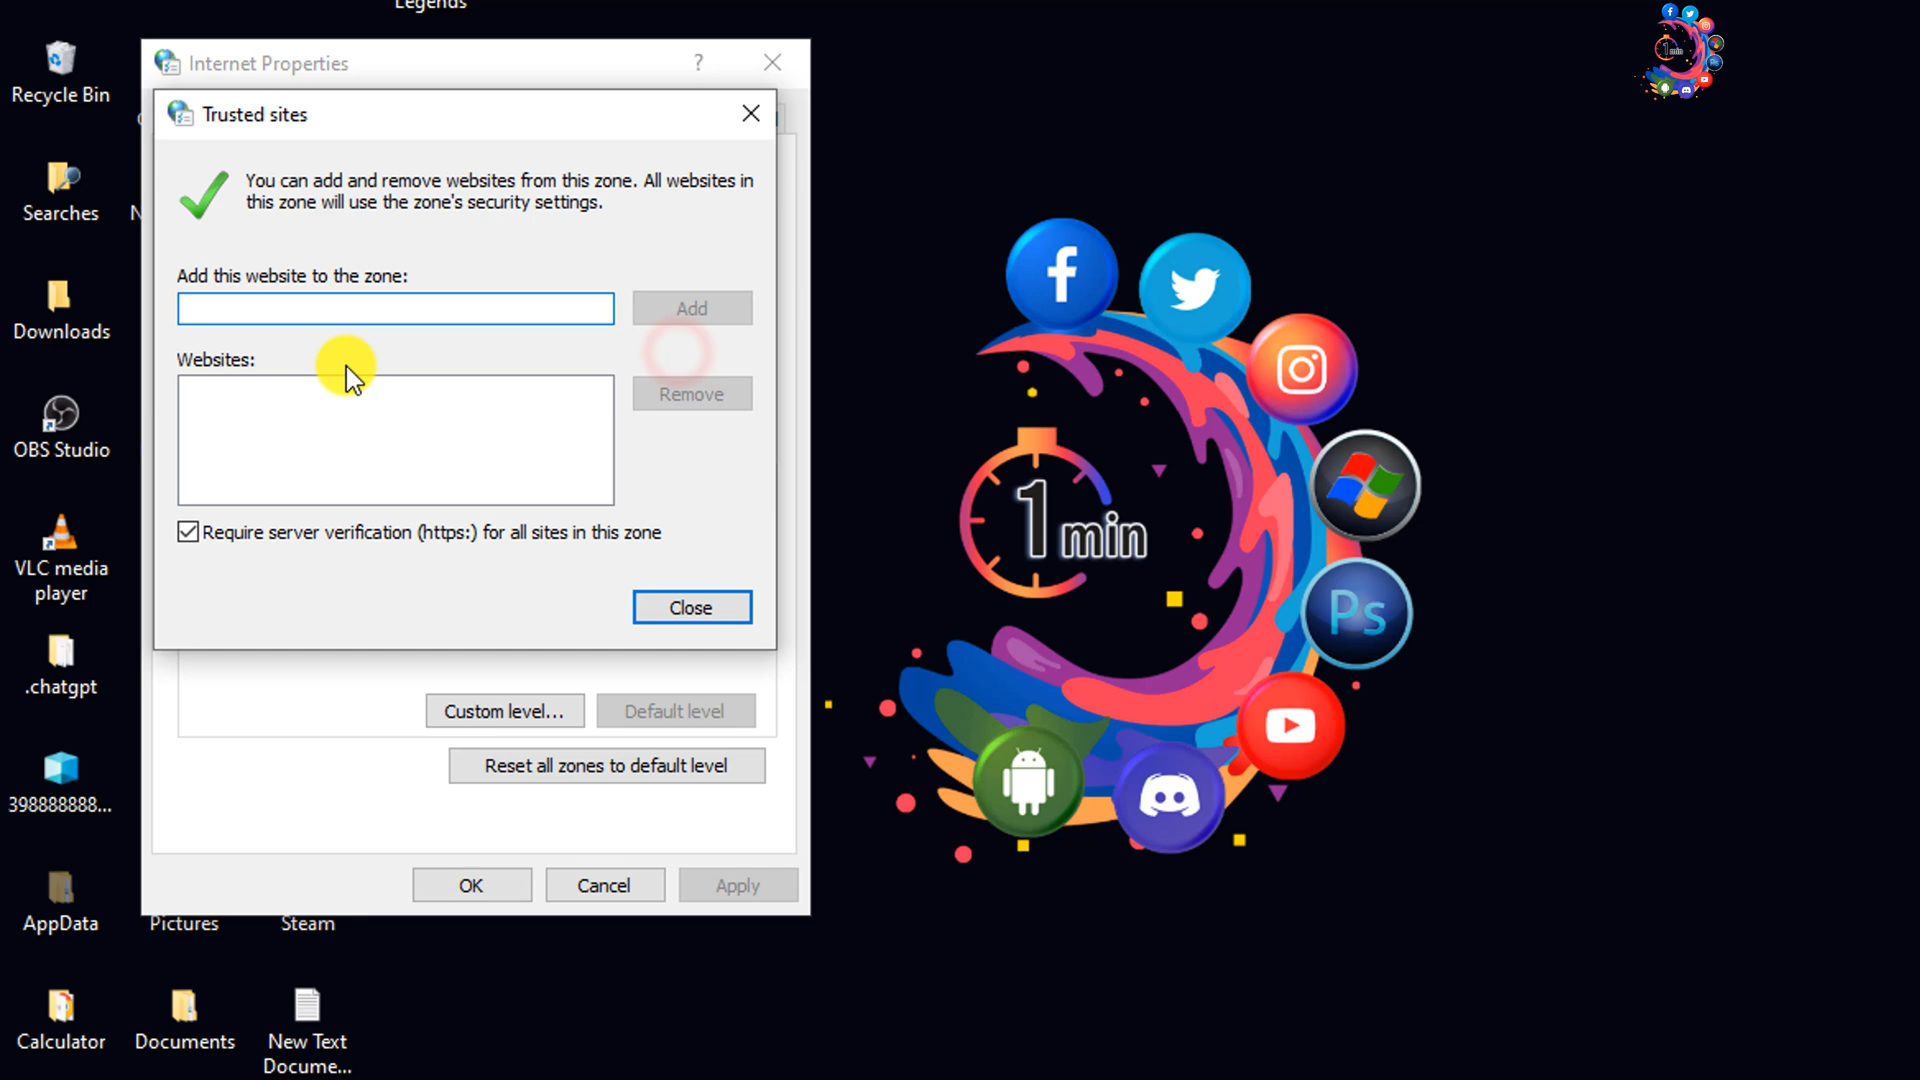 Legends
Recycle Bin
Searches
Downloads
OBS Studio
VLC media
player
.chatgpt
398888888...
AppData
Pictures
Steam
Calculator
Documents
New Text
Docume...
Internet Properties
?
Trusted sites
You can add and remove websites from this zone. All websites in
this zone will use the zone's security settings.
Add this website to the zone:
Add
Websites:
Remove
Require server verification (https:) for all sites in this zone
Close
Custom level...
Default level
Reset all zones to default level
OK
Cancel
Apply
N
1 min
Ps
1 min